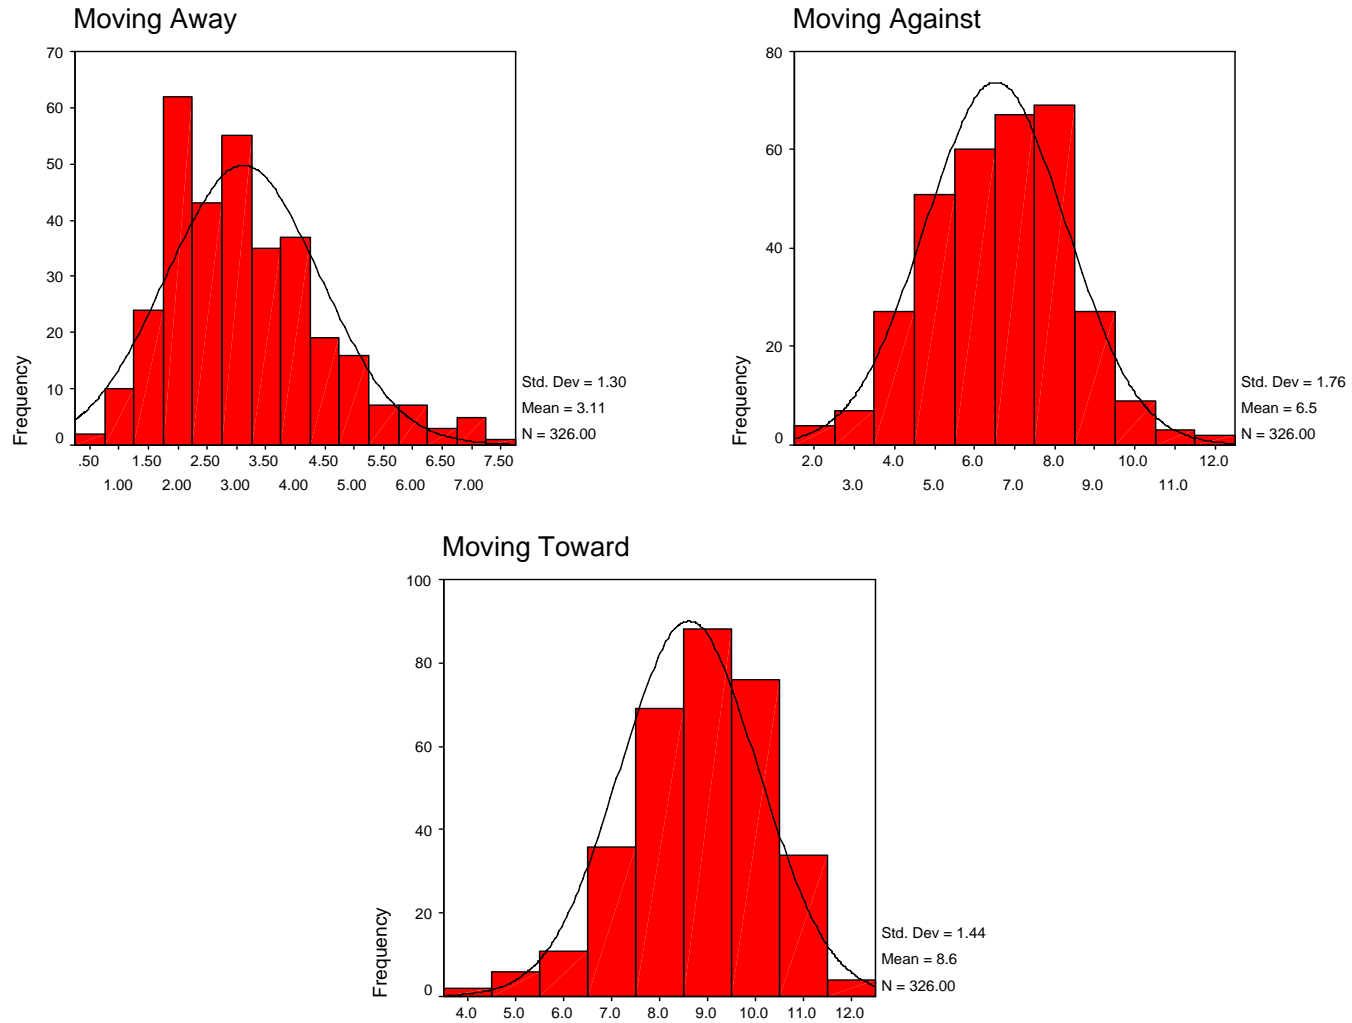 Moving Away
70
60
50
40
30
20
10
0
Frequency
.50 1.50 2.50 3.50 4.50 5.50 6.50 7.50
1.00 2.00 3.00 4.00 5.00 6.00 7.00
Std. Dev = 1.30
Mean = 3.11
N = 326.00
Moving Against
80
60
40
20
0
Frequency
2.0 4.0 6.0 8.0 10.0 12.0
3.0 5.0 7.0 9.0 11.0
Std. Dev = 1.76
Mean = 6.5
N = 326.00
Moving Toward
100
80
60
40
20
0
Frequency
4.0 5.0 6.0 7.0 8.0 9.0 10.0 11.0 12.0
Std. Dev = 1.44
Mean = 8.6
N = 326.00